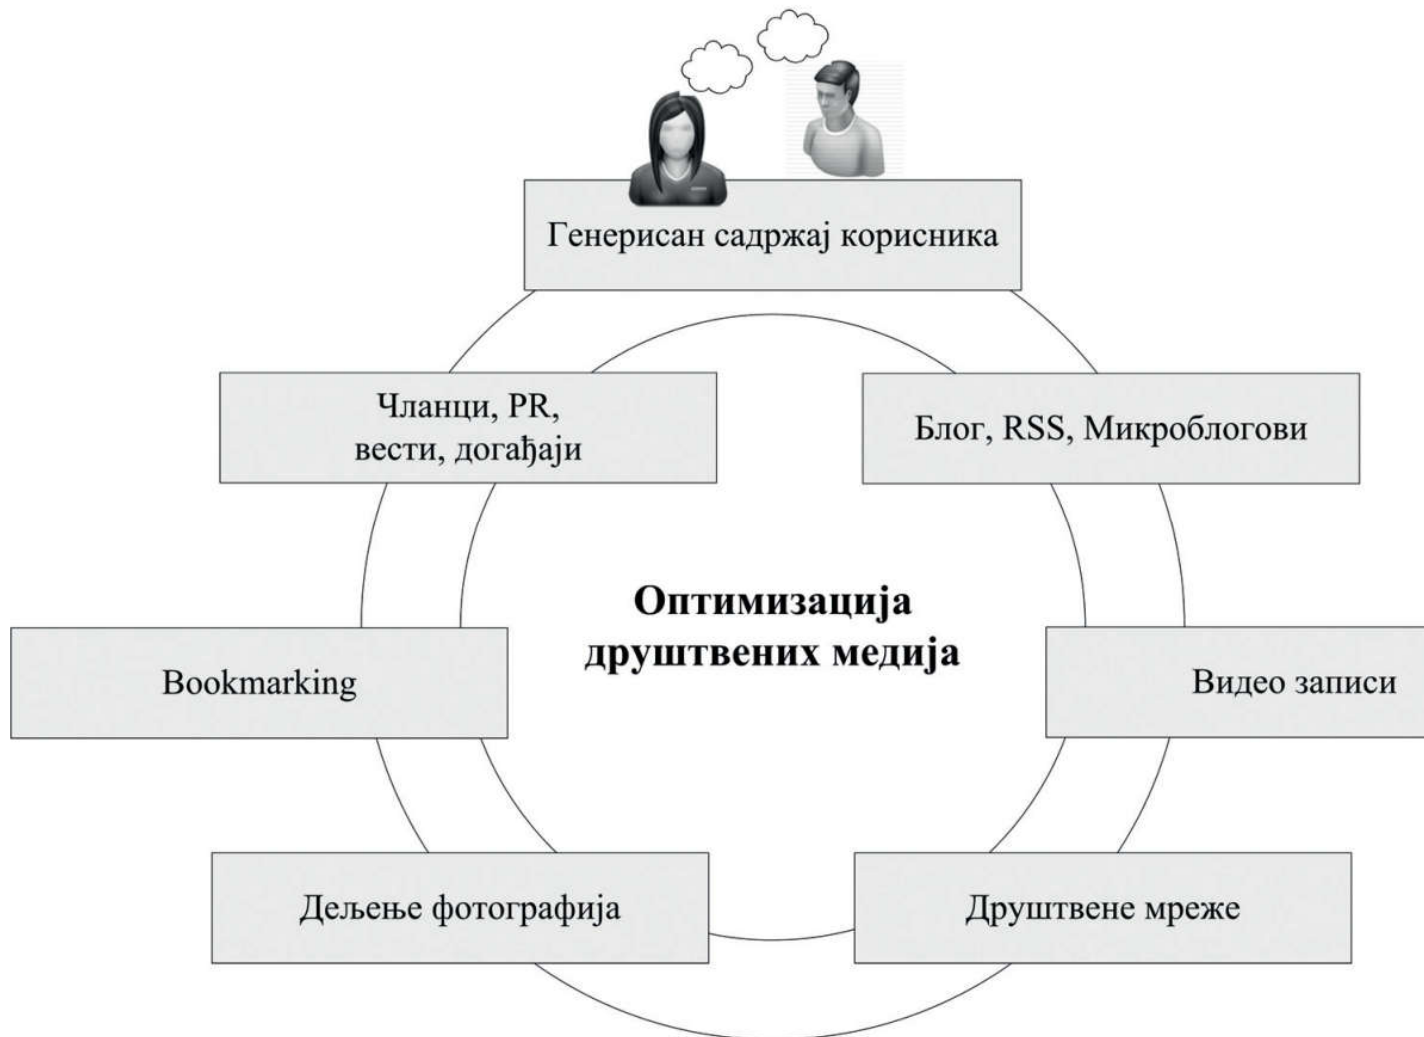 Генерисан садржај корисника
Чланци, PR,
вести, догађаји
Блог, RSS, Микроблогови
Оптимизација
друштвених медија
Bookmarking
Видео записи
Дељење фотографија
Друштвене мреже